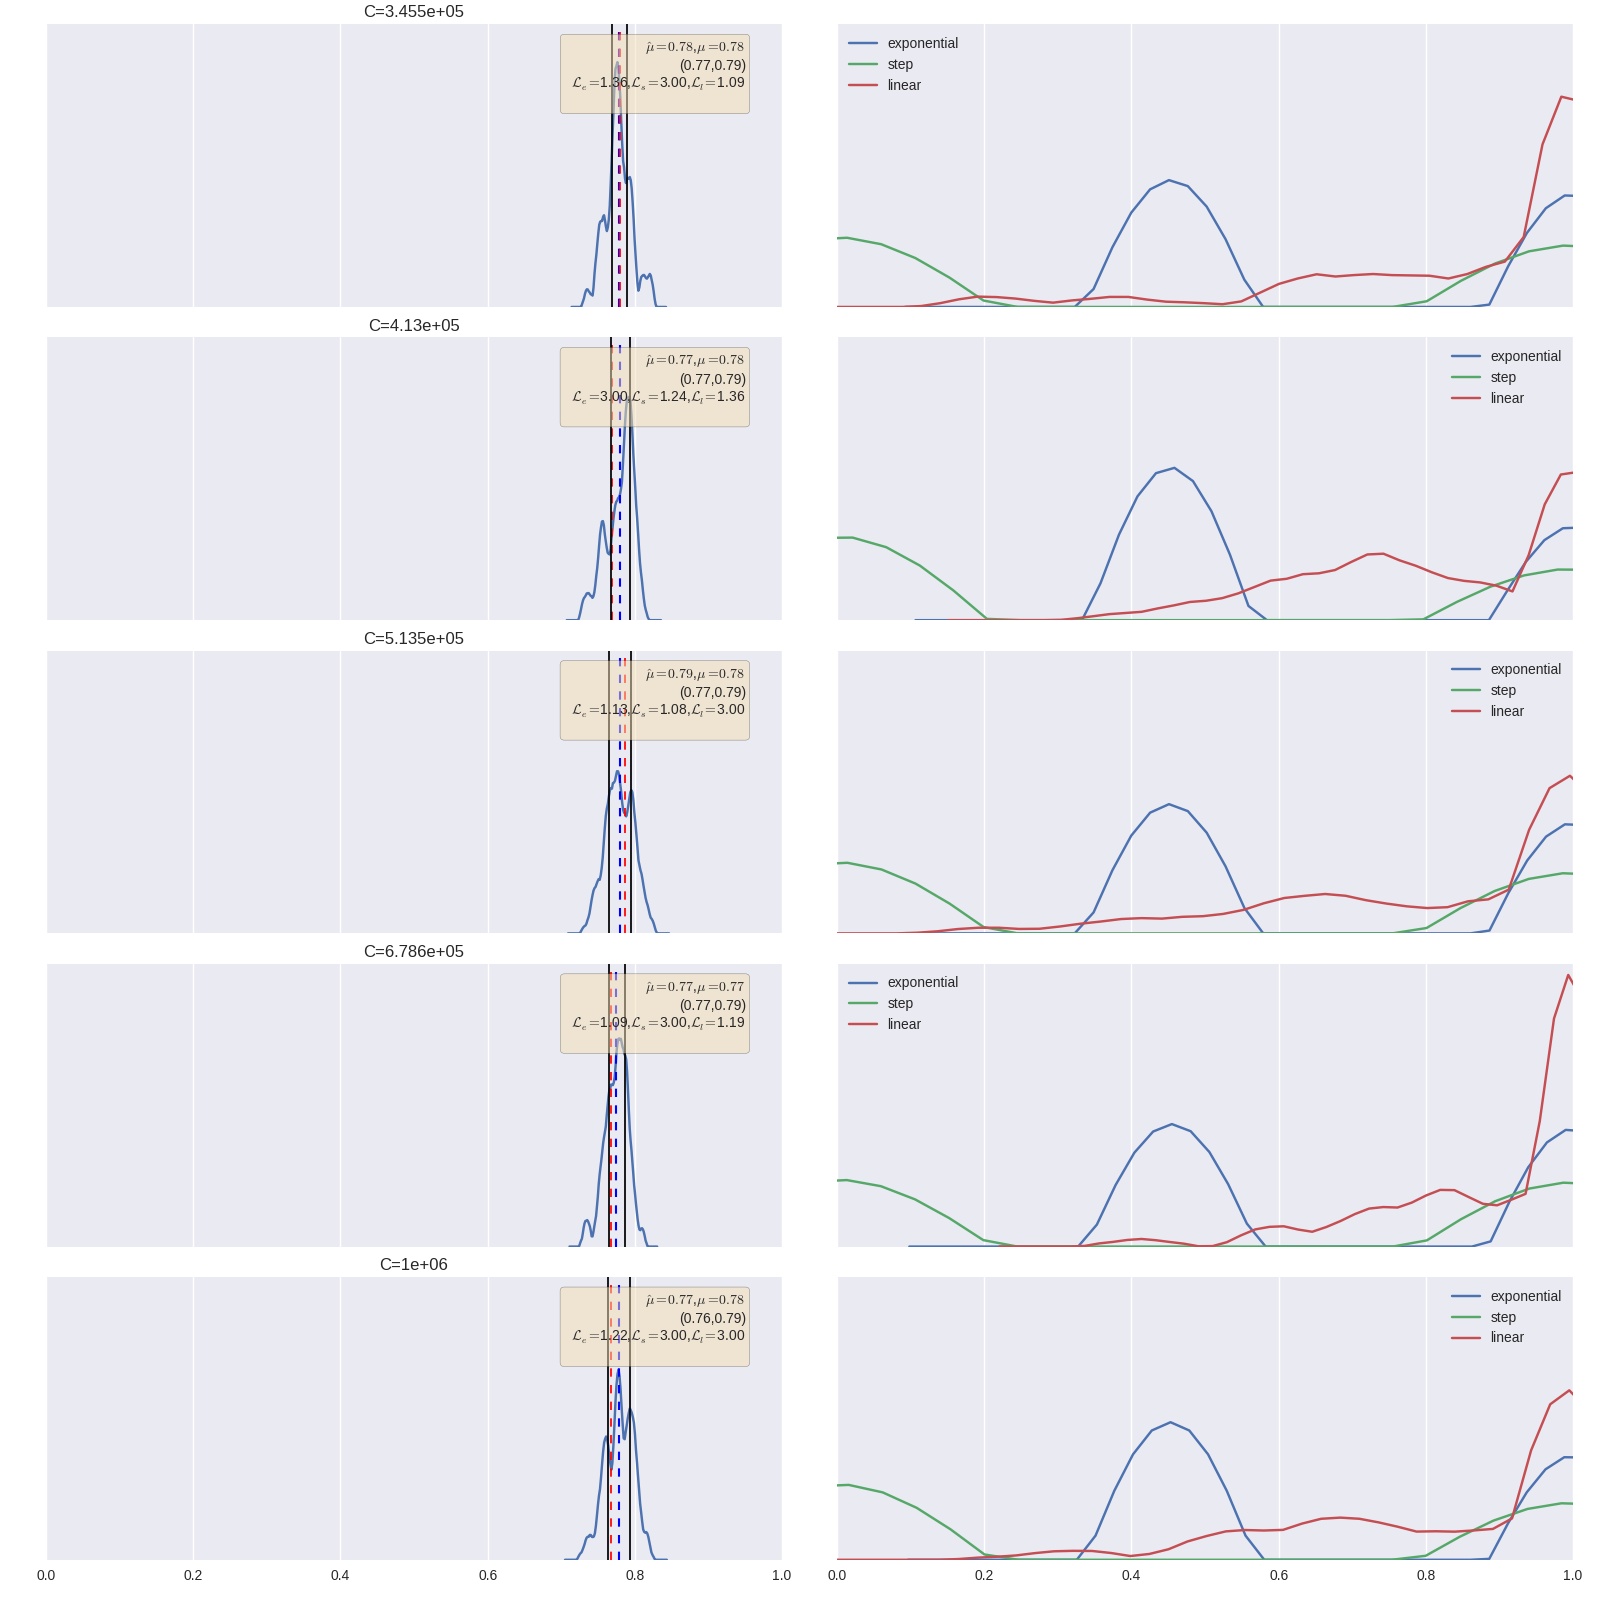 C=3.455e+05
μ̂=0.78,μ=0.78
(0.77,0.79)
ℒₑ=1.36,ℒₛ=3.00,ℒₗ=1.09
exponential
step
linear
C=4.13e+05
μ̂=0.77,μ=0.78
(0.77,0.79)
ℒₑ=3.00,ℒₛ=1.24,ℒₗ=1.36
exponential
step
linear
C=5.135e+05
μ̂=0.79,μ=0.78
(0.77,0.79)
ℒₑ=1.13,ℒₛ=1.08,ℒₗ=3.00
exponential
step
linear
C=6.786e+05
μ̂=0.77,μ=0.77
(0.77,0.79)
ℒₑ=1.09,ℒₛ=3.00,ℒₗ=1.19
exponential
step
linear
C=1e+06
μ̂=0.77,μ=0.78
(0.76,0.79)
ℒₑ=1.22,ℒₛ=3.00,ℒₗ=3.00
exponential
step
linear
0.0 0.2 0.4 0.6 0.8 1.0
0.0 0.2 0.4 0.6 0.8 1.0